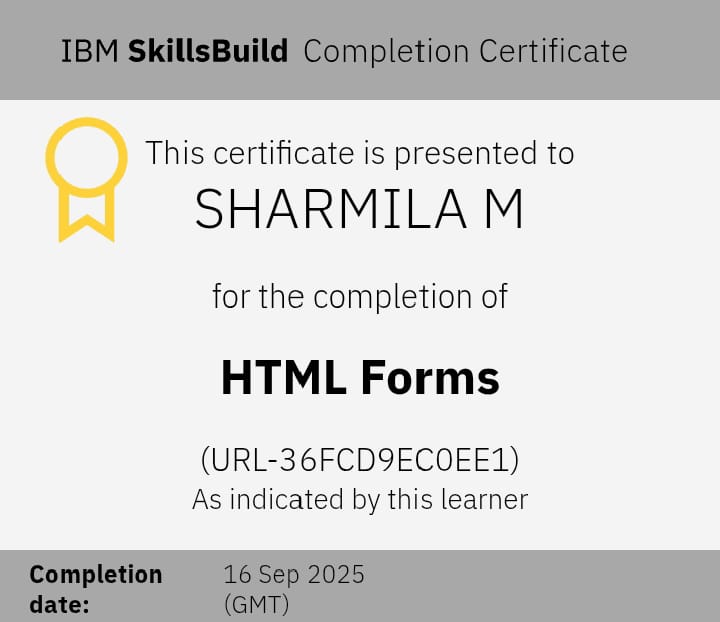 IBM SkillsBuild Completion Certificate
This certificate is presented to
SHARMILA M
for the completion of
HTML Forms
(URL-36FCD9EC0EE1)
As indicated by this learner
Completion date: 16 Sep 2025 (GMT)